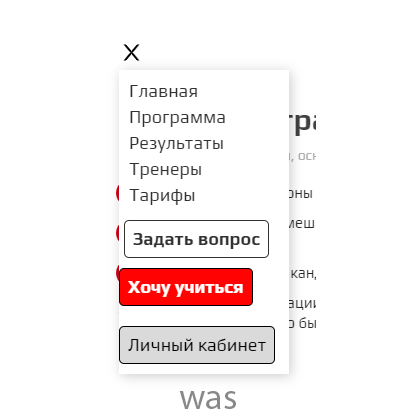 X
Главная
Программа
Результаты
Тренеры
Тарифы
Задать вопрос
Хочу учиться
Личный кабинет
was